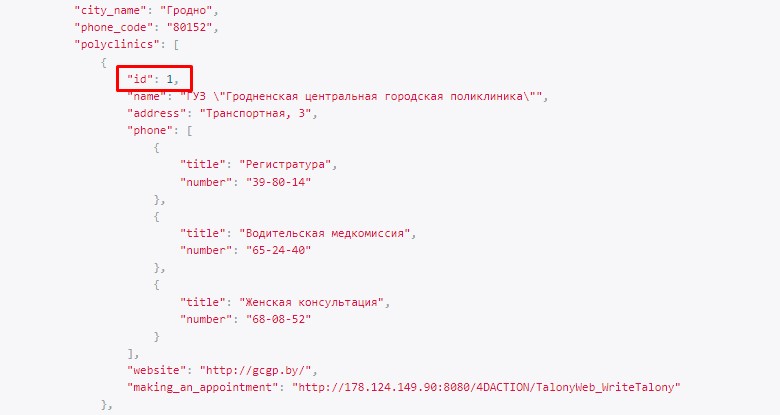 "city_name": "Гродно",
"phone_code": "80152",
"polyclinics": [
{
"id": 1,
"name": "ГУЗ \"Гродненская центральная городская поликлиника\"",
"address": "Транспортная, 3",
"phone": [
{
"title": "Регистратура",
"number": "39-80-14"
},
{
"title": "Водительская медкомиссия",
"number": "65-24-40"
},
{
"title": "Женская консультация",
"number": "68-08-52"
}
],
"website": "http://gcgp.by/",
"making_an_appointment": "http://178.124.149.90:8080/4DACTION/TalonyWeb_WriteTalony"
},